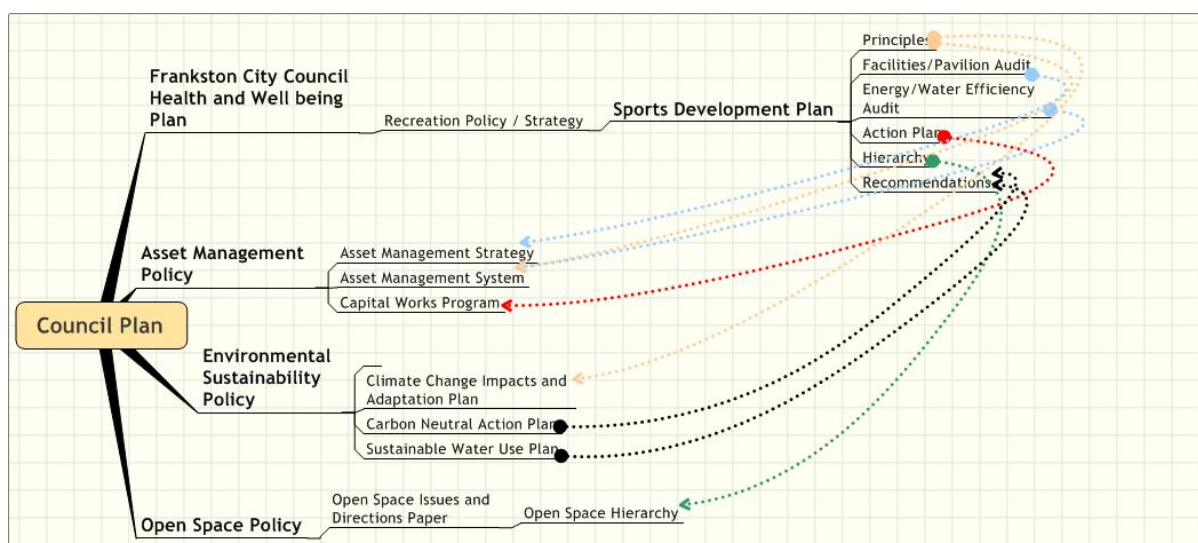 Frankston City Council
Health and Well being
Plan
Recreation Policy / Strategy
Sports Development Plan
Principles
Facilities/Pavilion Audit
Energy/Water Efficiency
Audit
Action Plan
Hierarchy
Recommendations
Asset Management
Policy
Asset Management Strategy
Asset Management System
Capital Works Program
Council Plan
Environmental
Sustainability
Policy
Climate Change Impacts and
Adaptation Plan
Carbon Neutral Action Plan
Sustainable Water Use Plan
Open Space Policy
Open Space Issues and
Directions Paper
Open Space Hierarchy